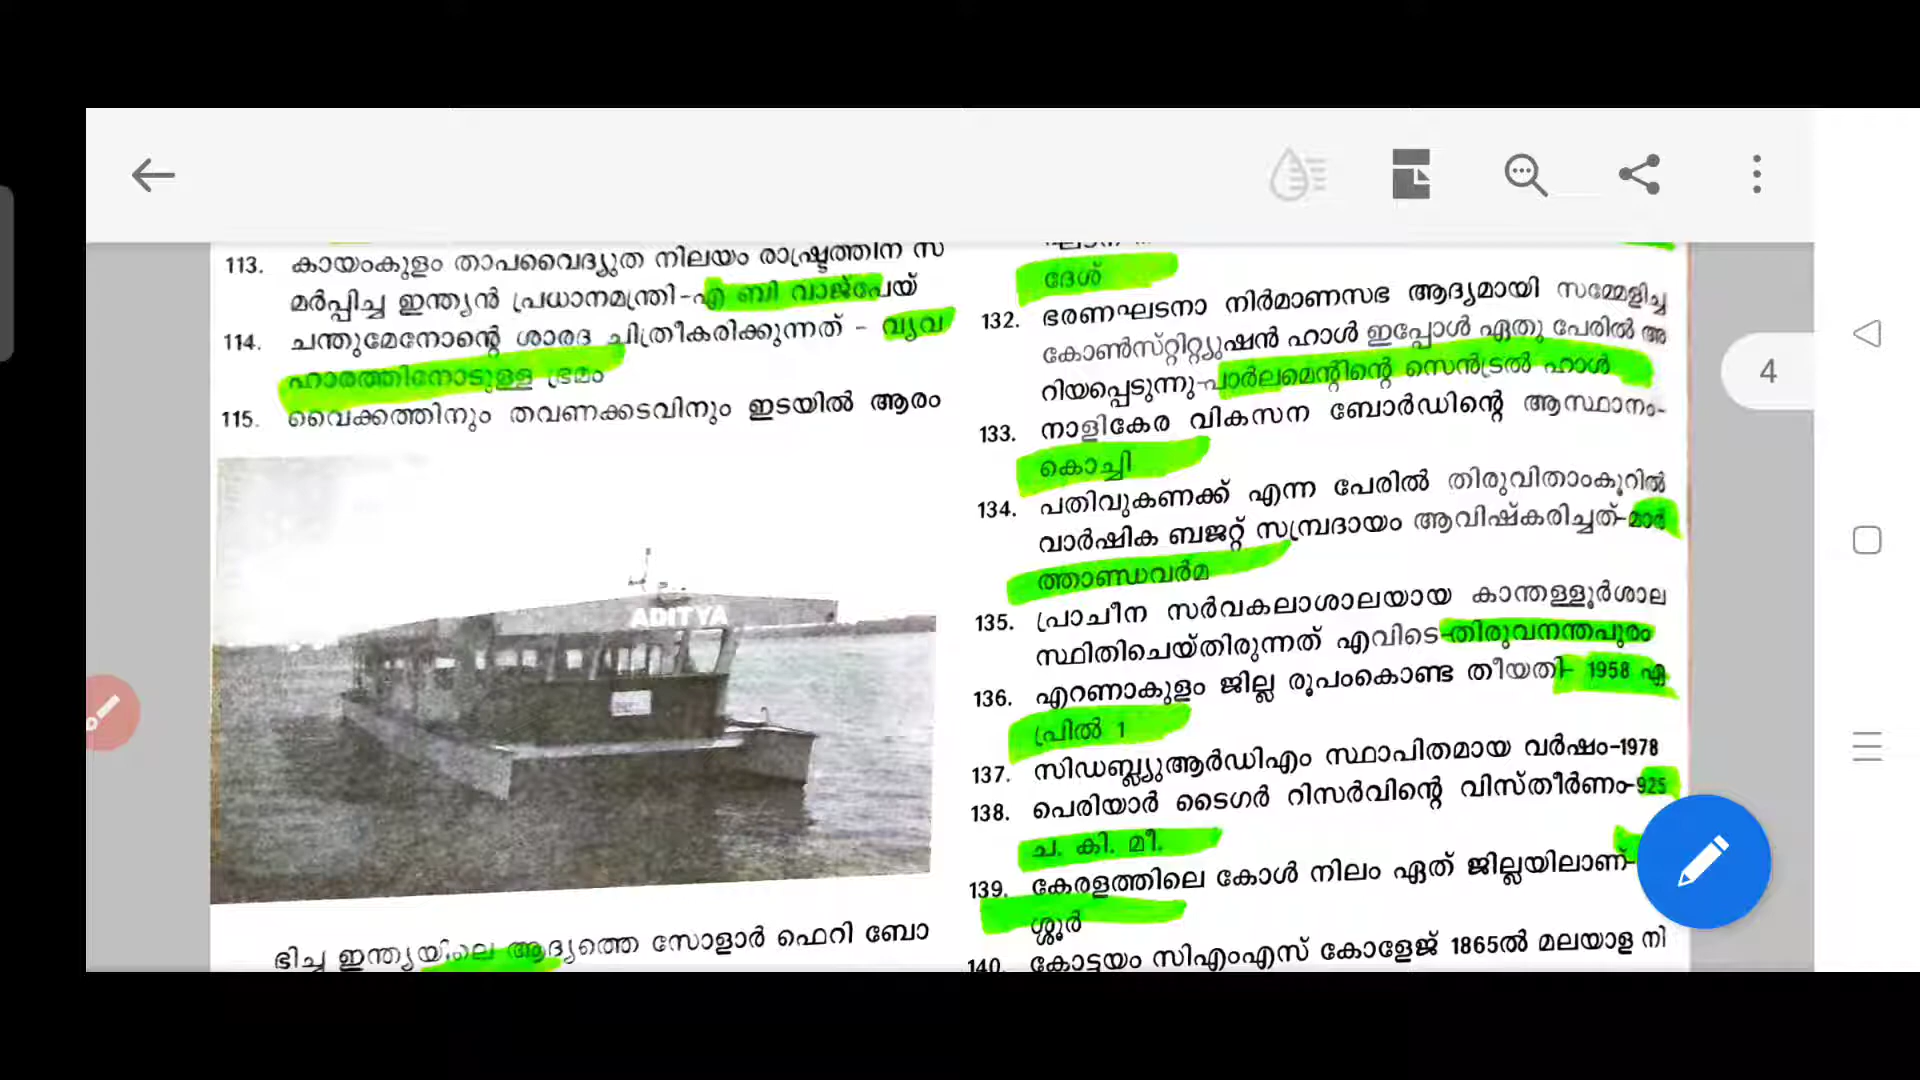 113. കായംകുളം താപവൈദ്യുത നിലയം രാഷ്ട്രത്തിന സ
മർപ്പിച്ച ഇന്ത്യൻ പ്രധാനമന്ത്രി-എ ബി വാജ്പേയ്
114. ചന്തുമേനോന്റെ ശാരദ ചിത്രീകരിക്കുന്നത് - വ്യവ
ഹാരത്തിനോടുള്ള ഭ്രമം
115. വൈക്കത്തിനും തവണക്കടവിനും ഇടയിൽ ആരം
ADITYA
ഭിച്ച ഇന്ത്യയിലെ ആദ്യത്തെ സോളാർ ഫെറി ബോ
ദേശ്
132. ഭരണഘടനാ നിർമാണസഭ ആദ്യമായി സമ്മേളിച്ച
കോൺസ്റ്റിറ്റ്യുഷൻ ഹാൾ ഇപ്പോൾ ഏതു പേരിൽ അ
റിയപ്പെടുന്നു-പാർലമെന്റിന്റെ സെൻട്രൽ ഹാൾ
133. നാളികേര വികസന ബോർഡിന്റെ ആസ്ഥാനം-
കൊച്ചി
134. പതിവുകണക്ക് എന്ന പേരിൽ തിരുവിതാംകൂറിൽ
വാർഷിക ബജറ്റ് സമ്പ്രദായം ആവിഷ്കരിച്ചത്-മാർ
ത്താണ്ഡവർമ
135. പ്രാചീന സർവകലാശാലയായ കാന്തള്ളൂർശാല
സ്ഥിതിചെയ്തിരുന്നത് എവിടെ-തിരുവനന്തപുരം
136. എറണാകുളം ജില്ല രൂപംകൊണ്ട തീയതി- 1958 ഏ
പ്രിൽ 1
137. സിഡബ്ല്യുആർഡിഎം സ്ഥാപിതമായ വർഷം-1978
138. പെരിയാർ ടൈഗർ റിസർവിന്റെ വിസ്തീർണം-925
ച. കി. മീ.
139. കേരളത്തിലെ കോൾ നിലം ഏത് ജില്ലയിലാണ്-
ശ്ശൂർ
140. കോട്ടയം സിഎംഎസ് കോളേജ് 1865ൽ മലയാള നി
4